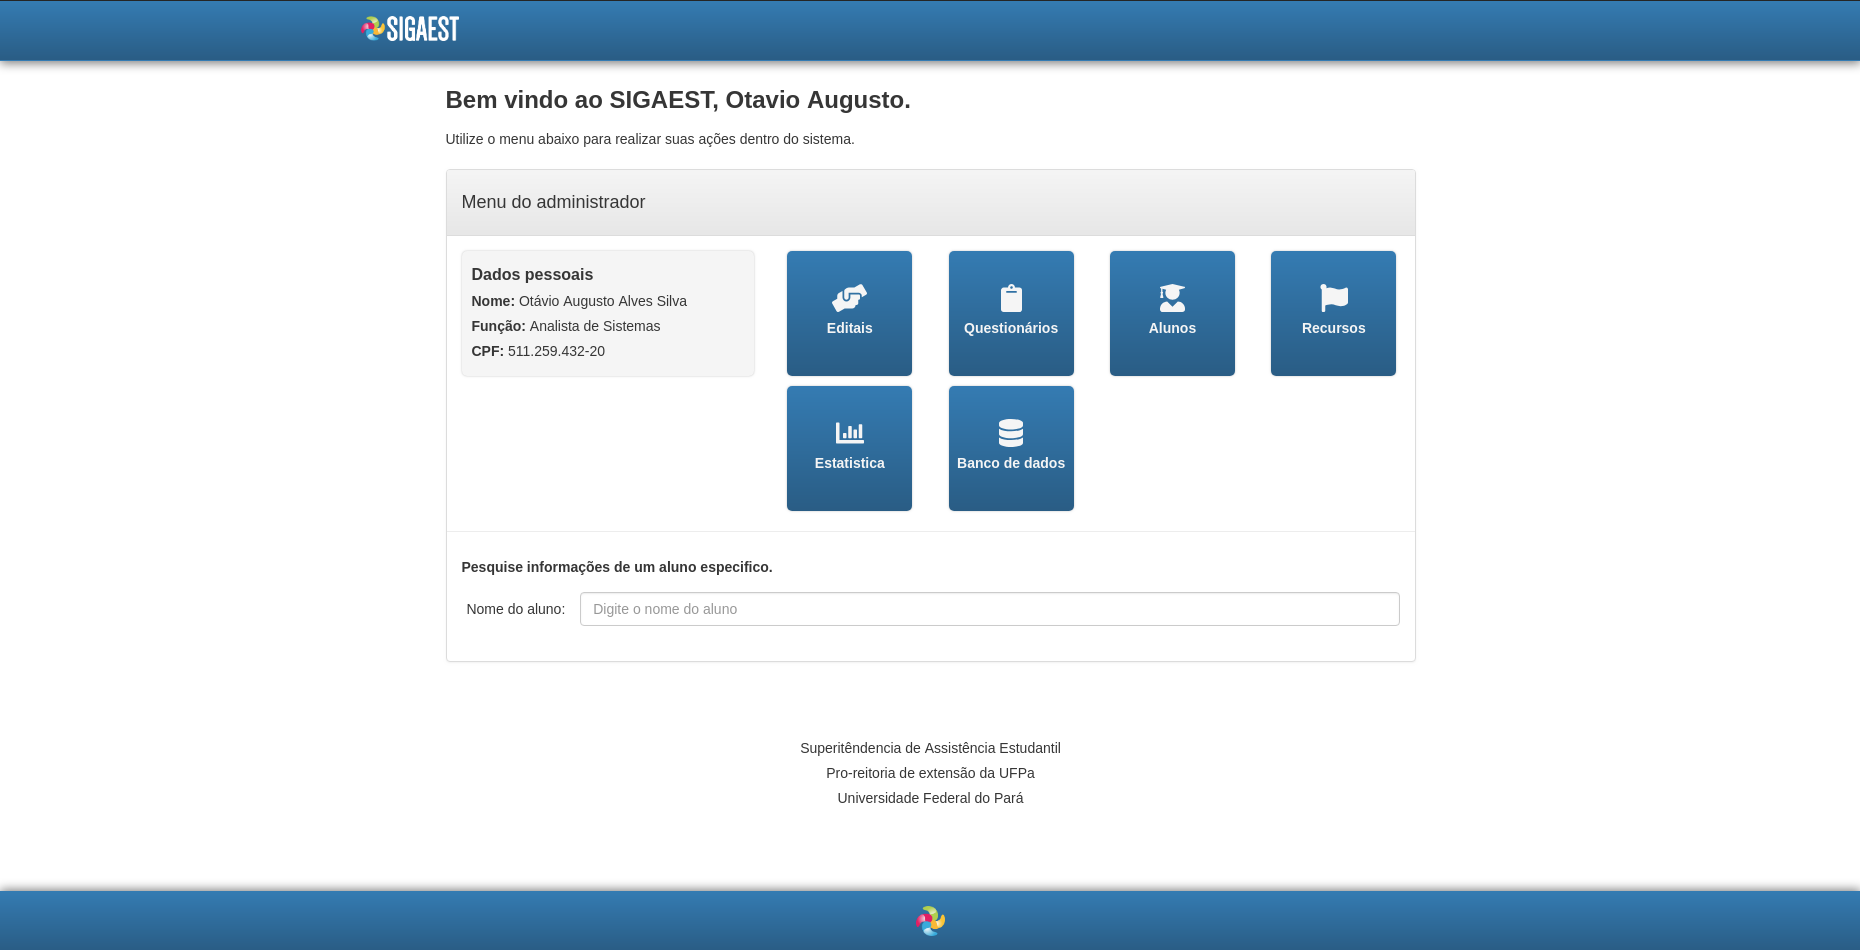 SIGAEST
Bem vindo ao SIGAEST, Otavio Augusto.
Utilize o menu abaixo para realizar suas ações dentro do sistema.
Menu do administrador
Dados pessoais
Nome: Otávio Augusto Alves Silva
Função: Analista de Sistemas
CPF: 511.259.432-20
Editais
Questionários
Alunos
Recursos
Estatistica
Banco de dados
Pesquise informações de um aluno especifico.
Nome do aluno: Digite o nome do aluno
Superitêndencia de Assistência Estudantil
Pro-reitoria de extensão da UFPa
Universidade Federal do Pará